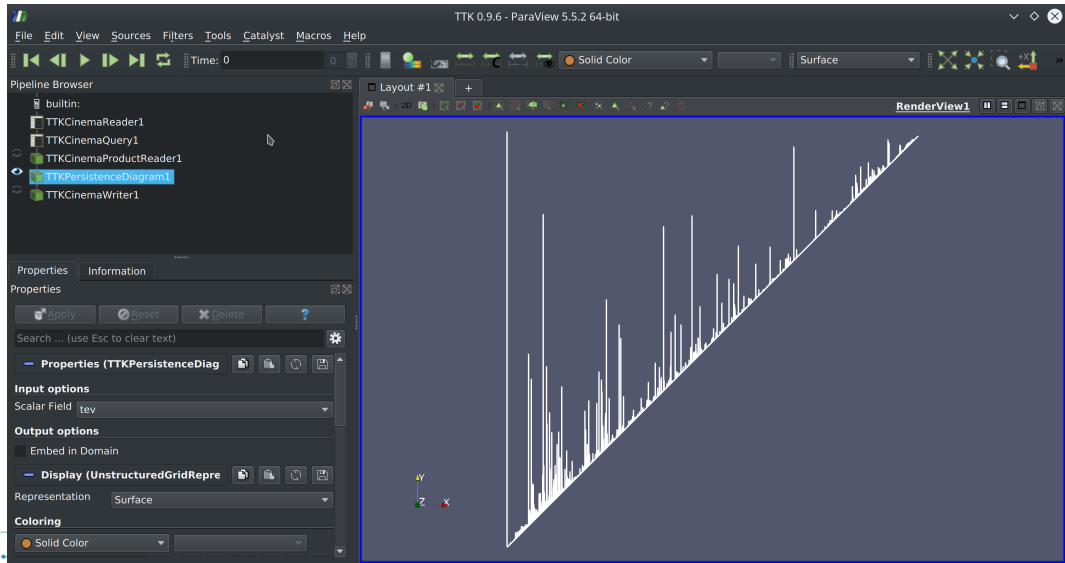 TTK 0.9.6 - ParaView 5.5.2 64-bit
File Edit View Sources Filters Tools Catalyst Macros Help
Time: 0 0 Solid Color Surface »
Pipeline Browser
Layout #1 +
builtin:
2D RenderView1
TTKCinemaReader1
TTKCinemaQuery1
TTKCinemaProductReader1
TTKPersistenceDiagram1
TTKCinemaWriter1
Properties Information
Properties
Apply Reset Delete ?
Search ... (use Esc to clear text)
Properties (TTKPersistenceDiag
Input options
Scalar Field tev
Output options
Embed in Domain
Display (UnstructuredGridRepre
Representation Surface
Coloring
Solid Color
Y
Z X